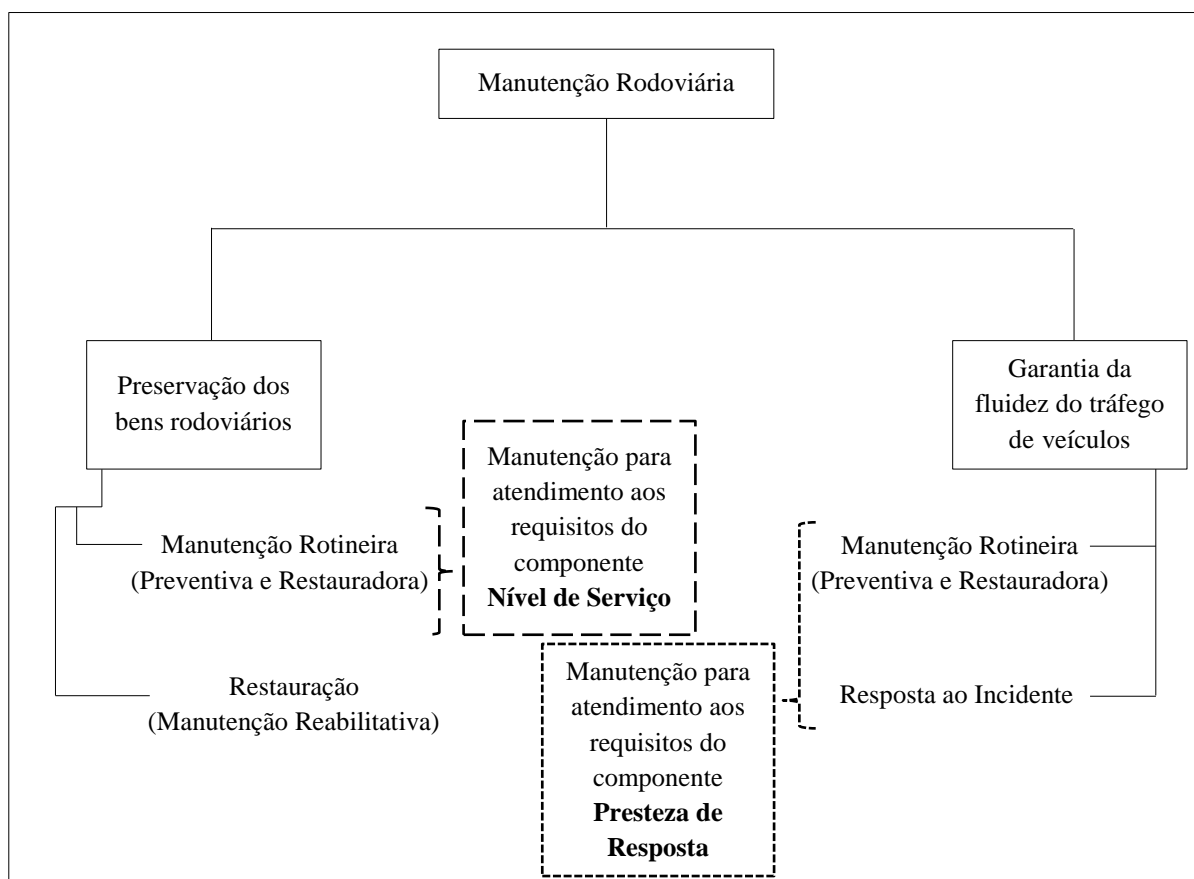 Manutenção Rodoviária
Preservação dos
bens rodoviários
Garantia da
fluidez do tráfego
de veículos
Manutenção Rotineira
(Preventiva e Restauradora)
Restauração
(Manutenção Reabilitativa)
Manutenção para
atendimento aos
requisitos do
componente
Nível de Serviço
Manutenção para
atendimento aos
requisitos do
componente
Presteza de
Resposta
Manutenção Rotineira
(Preventiva e Restauradora)
Resposta ao Incidente